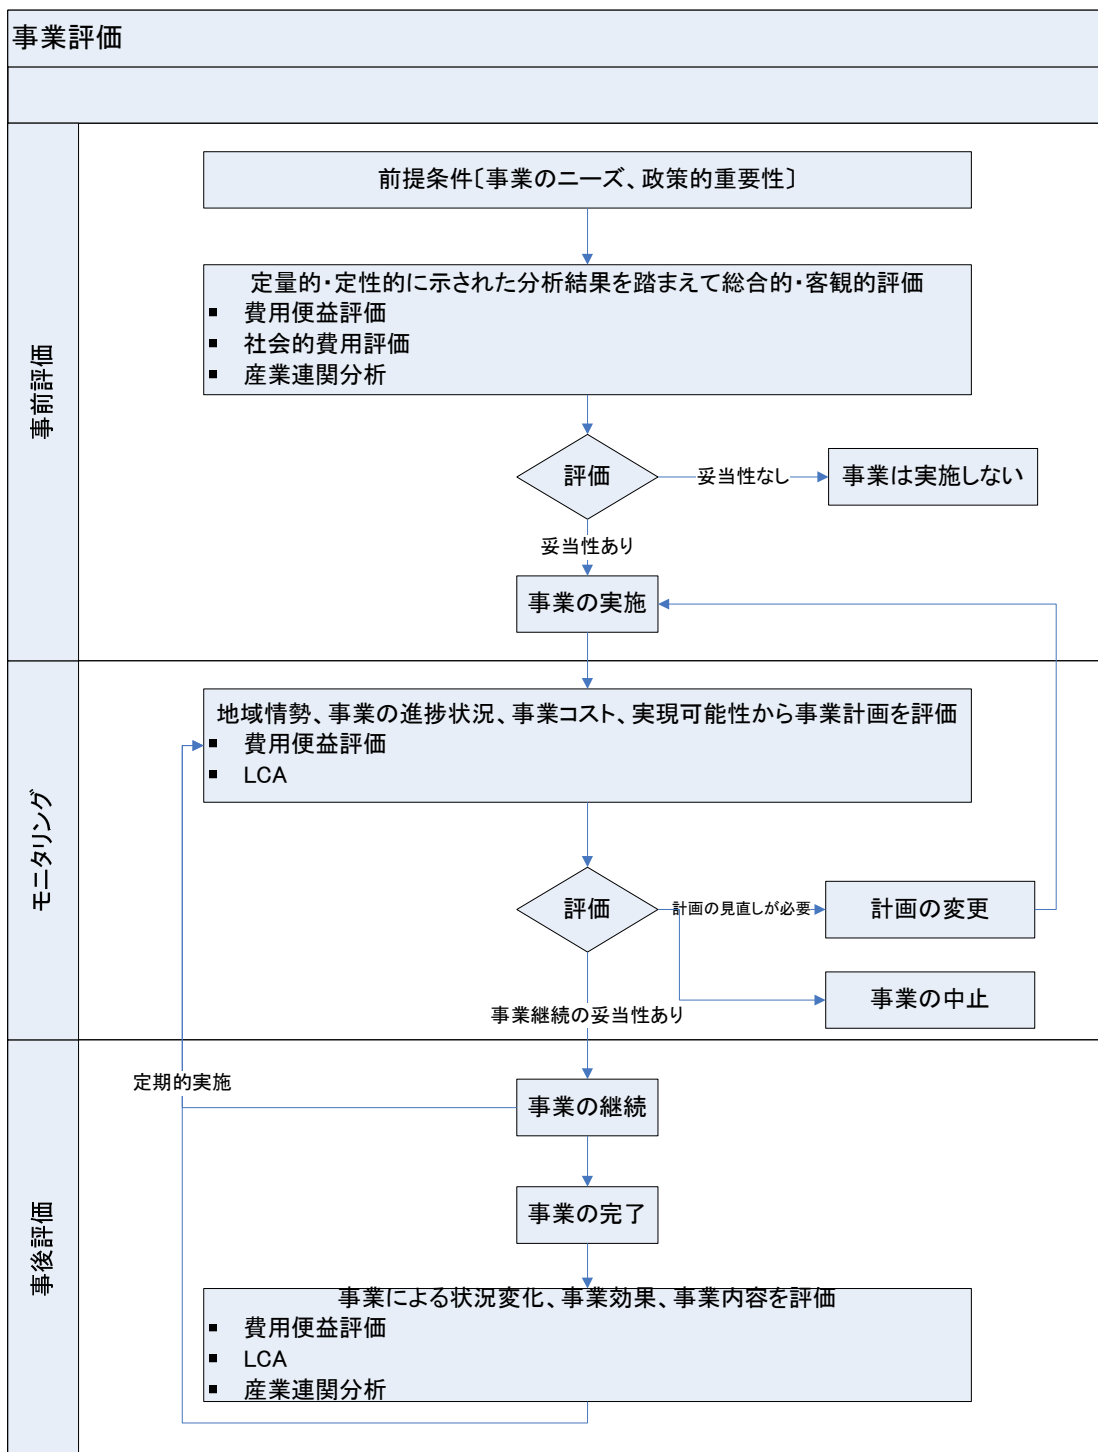 事業評価
事前評価
前提条件〔事業のニーズ、政策的重要性〕
定量的・定性的に示された分析結果を踏まえて総合的・客観的評価
▪ 費用便益評価
▪ 社会的費用評価
▪ 産業連関分析
評価
妥当性なし
事業は実施しない
妥当性あり
事業の実施
モニタリング
地域情勢、事業の進捗状況、事業コスト、実現可能性から事業計画を評価
▪ 費用便益評価
▪ LCA
評価
計画の見直しが必要
計画の変更
事業の中止
事業継続の妥当性あり
事後評価
定期的実施
事業の継続
事業の完了
事業による状況変化、事業効果、事業内容を評価
▪ 費用便益評価
▪ LCA
▪ 産業連関分析